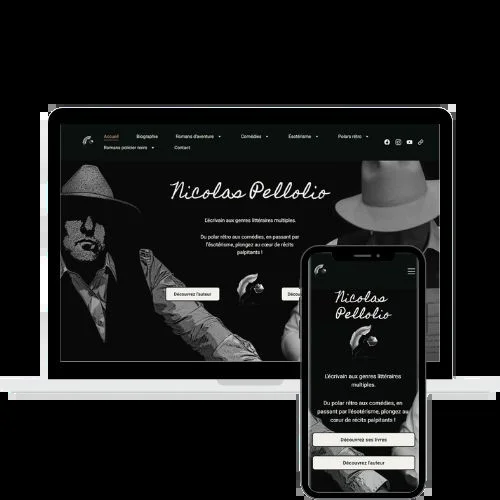 Accueil Biographie Romans d'aventure Comédies Ésotérisme Polars rétro
Romans policier noirs Contact
Nicolas Pellolio
L'écrivain aux genres littéraires multiples.
Du polar rétro aux comédies, en passant par
l'ésotérisme, plongez au cœur de récits
palpitants !
Découvrez l'auteur
Nicolas
Pellolio
L'écrivain aux genres littéraires
multiples.
Du polar rétro aux comédies, en
passant par l'ésotérisme, plongez au
cœur de récits palpitants !
Découvrez ses livres
Découvrez l'auteur